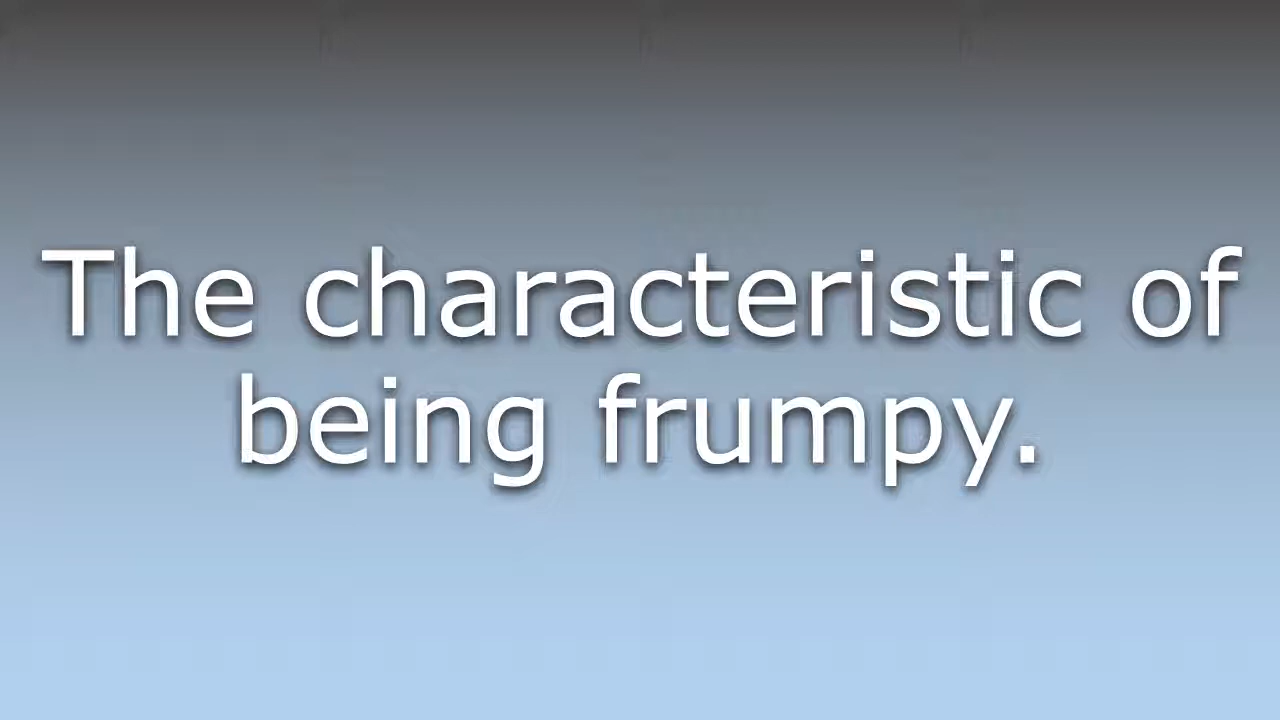 The characteristic of
being frumpy.